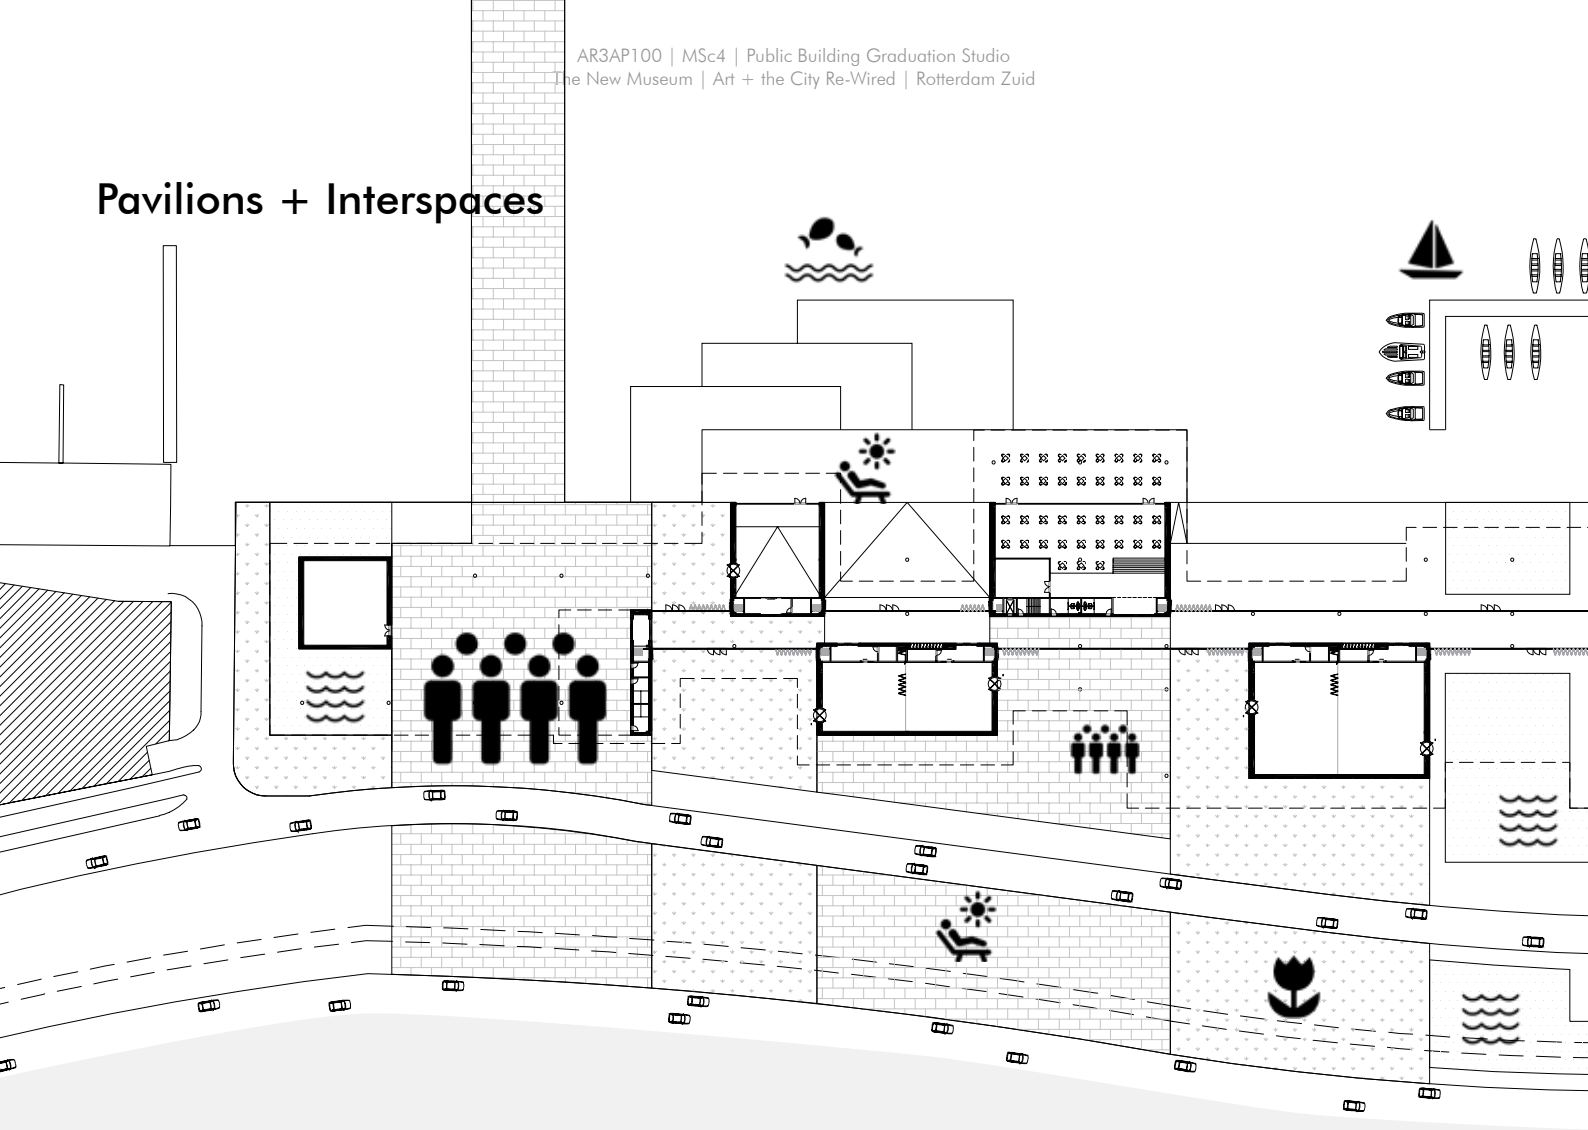 AR3AP100 | MSc4 | Public Building Graduation Studio
The New Museum | Art + the City Re-Wired | Rotterdam Zuid
Pavilions + Interspaces